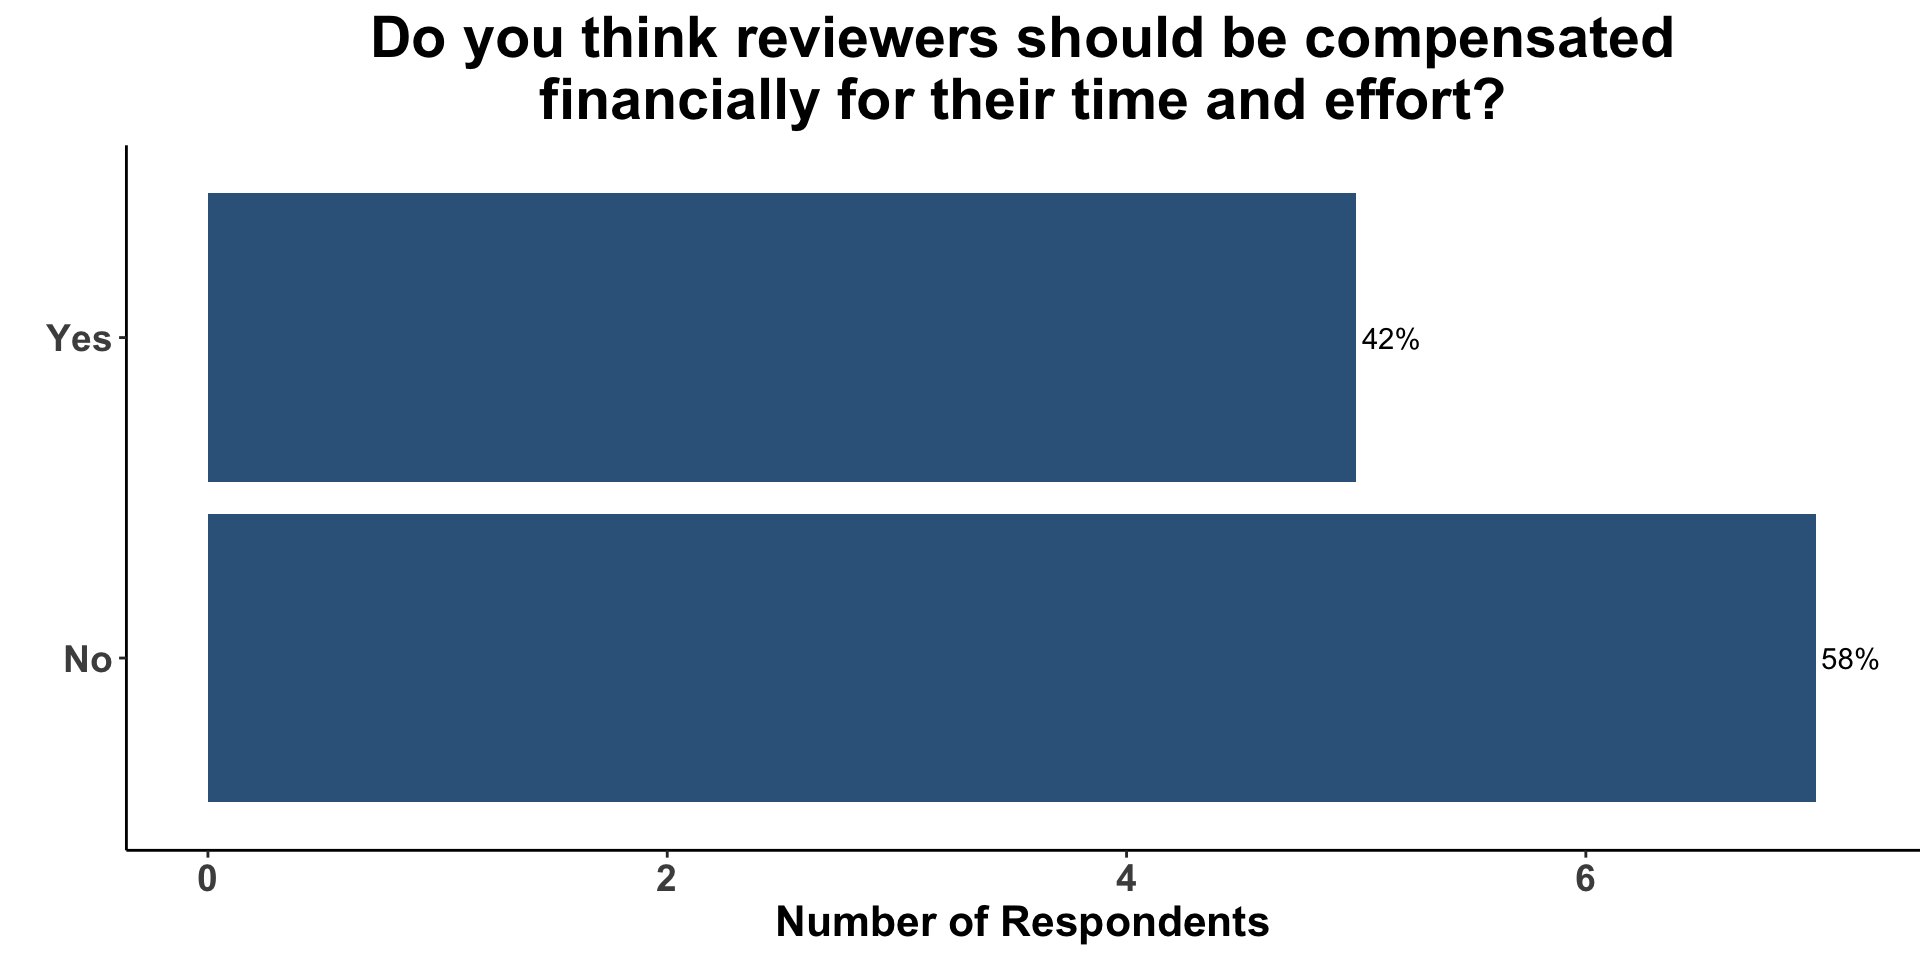 Do you think reviewers should be compensated
financially for their time and effort?
Yes
42%
No
58%
0 2 4 6
Number of Respondents